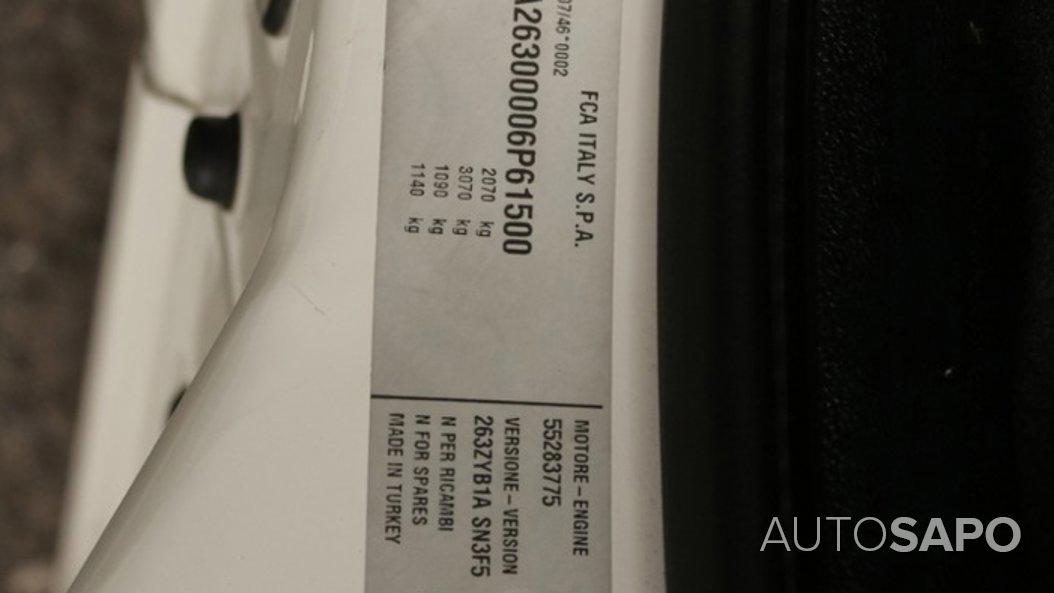 FCA ITALY S.P.A.
07/46*0002
A26300006P61500
2070 kg
3070 kg
1090 kg
1140 kg
MOTORE - ENGINE
55283775
VERSIONE - VERSION
263ZYB1A SN3F5
N PER RICAMBI
N FOR SPARES
MADE IN TURKEY
AUTOSAPO